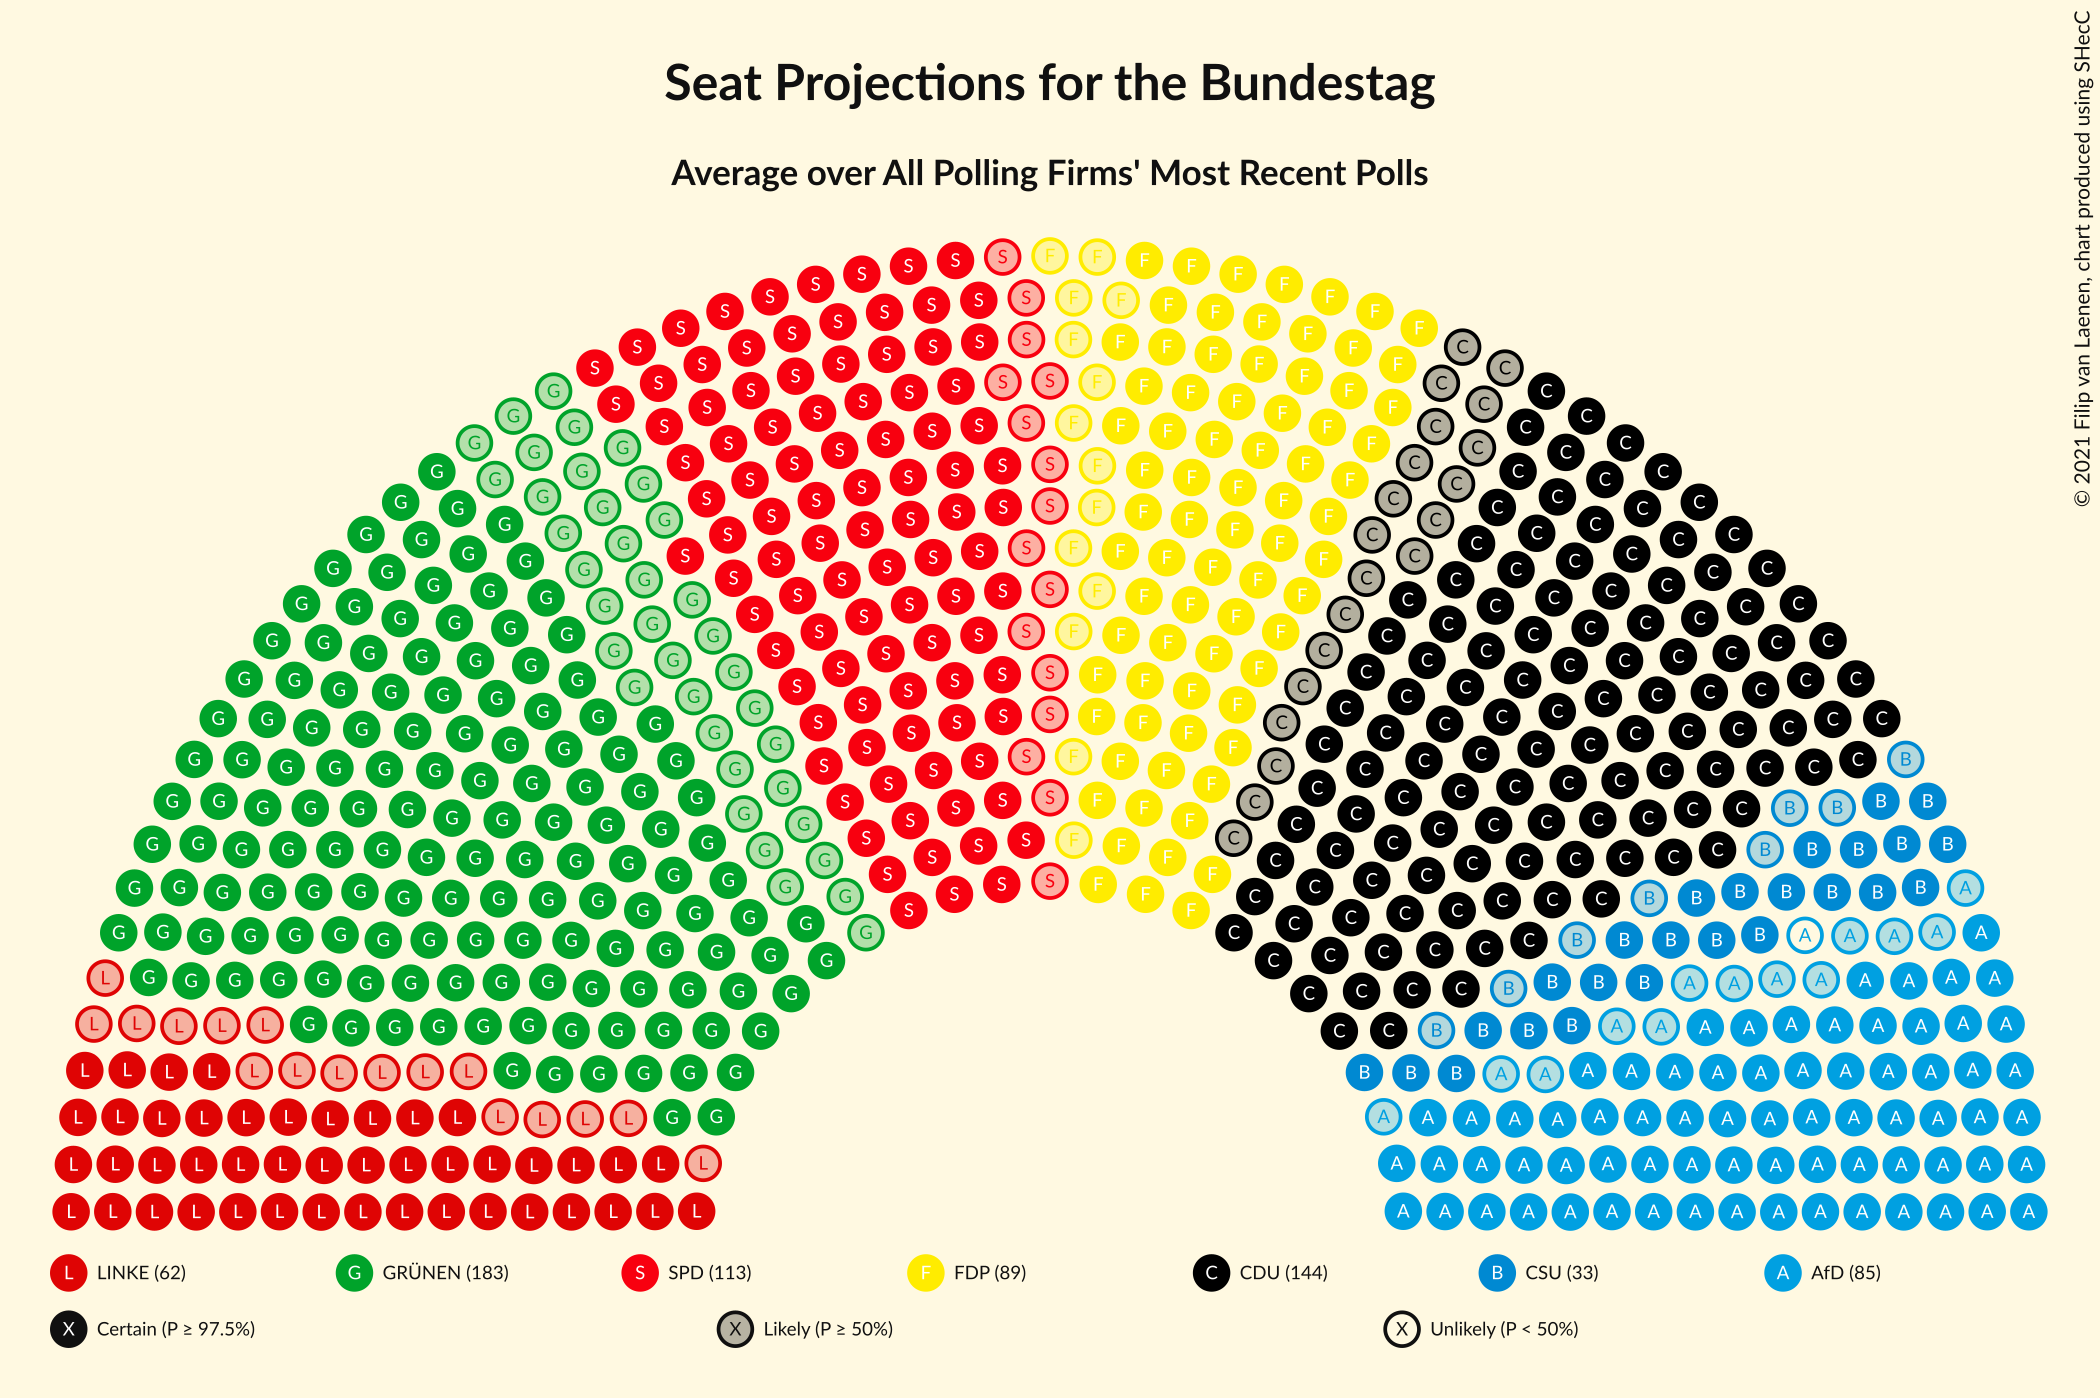 Seat Projections for the Bundestag
Average over All Polling Firms' Most Recent Polls
© 2021 Filip van Laenen, chart produced using SHecC
L LINKE (62)
G GRÜNEN (183)
S SPD (113)
F FDP (89)
C CDU (144)
B CSU (33)
A AfD (85)
X Certain (P ≥ 97.5%)
X Likely (P ≥ 50%)
X Unlikely (P < 50%)